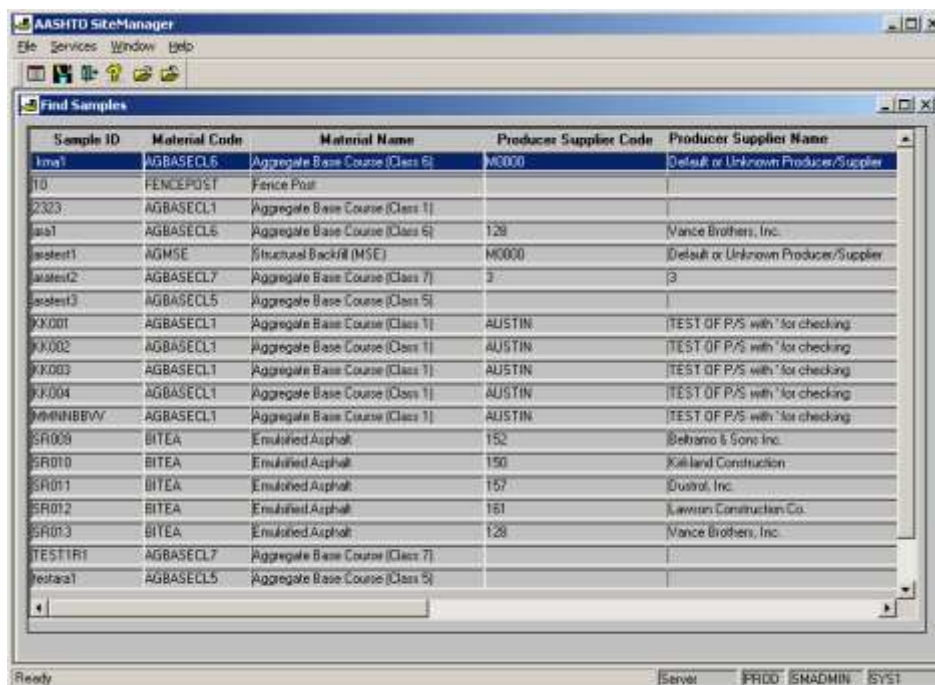 AASHTO SiteManager
File Services Window Help
Find Samples
Sample ID Material Code Material Name Producer Supplier Code Producer Supplier Name
AGBASECL6 Aggregate Base Course (Class 6) M0000 Default or Unknown Producer/Supplier
10 FENCEPOST Fence Post
2323 AGBASECL1 Aggregate Base Course (Class 1)
ara1 AGBASECL6 Aggregate Base Course (Class 6) 128 Vance Brothers, Inc.
aratest1 AGMSE Structural Backfill (MSE) M0000 Default or Unknown Producer/Supplier
aratest2 AGBASECL7 Aggregate Base Course (Class 7) 3 3
aratest3 AGBASECL5 Aggregate Base Course (Class 5)
KK001 AGBASECL1 Aggregate Base Course (Class 1) AUSTIN TEST OF P/S with ' for checking
KK002 AGBASECL1 Aggregate Base Course (Class 1) AUSTIN TEST OF P/S with ' for checking
KK003 AGBASECL1 Aggregate Base Course (Class 1) AUSTIN TEST OF P/S with ' for checking
KK004 AGBASECL1 Aggregate Base Course (Class 1) AUSTIN TEST OF P/S with ' for checking
MMNNBBVV AGBASECL1 Aggregate Base Course (Class 1) AUSTIN TEST OF P/S with ' for checking
SR009 BITEA Emulsified Asphalt 152 Beltramo & Sons Inc.
SR010 BITEA Emulsified Asphalt 150 Kirkland Construction
SR011 BITEA Emulsified Asphalt 157 Dustrol, Inc.
SR012 BITEA Emulsified Asphalt 161 Lawson Construction Co.
SR013 BITEA Emulsified Asphalt 128 Vance Brothers, Inc.
TEST1R1 AGBASECL7 Aggregate Base Course (Class 7)
testara1 AGBASECL5 Aggregate Base Course (Class 5)
Ready Server PROD SMADMIN SYS1